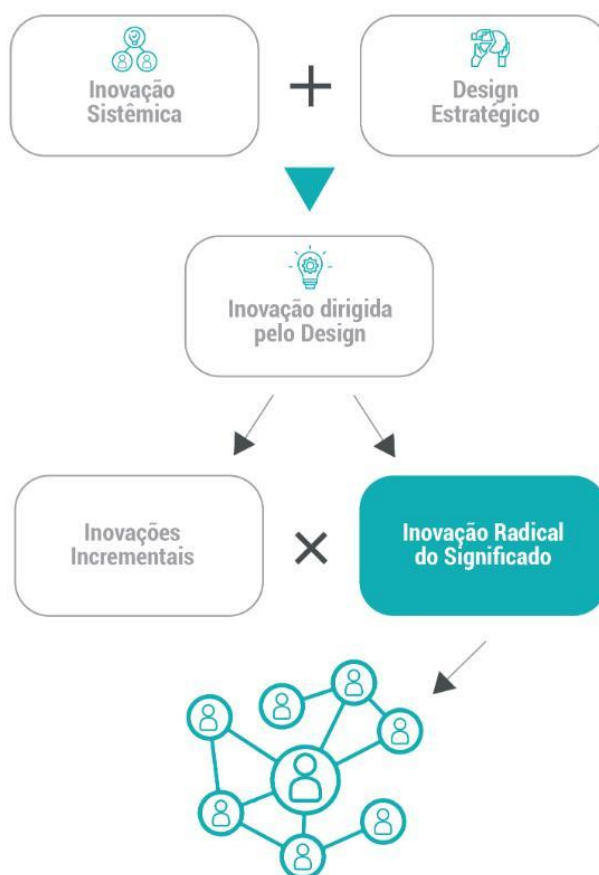 Inovação
Sistêmica
+
Design
Estratégico
Inovação dirigida
pelo Design
Inovações
Incrementais
×
Inovação Radical
do Significado